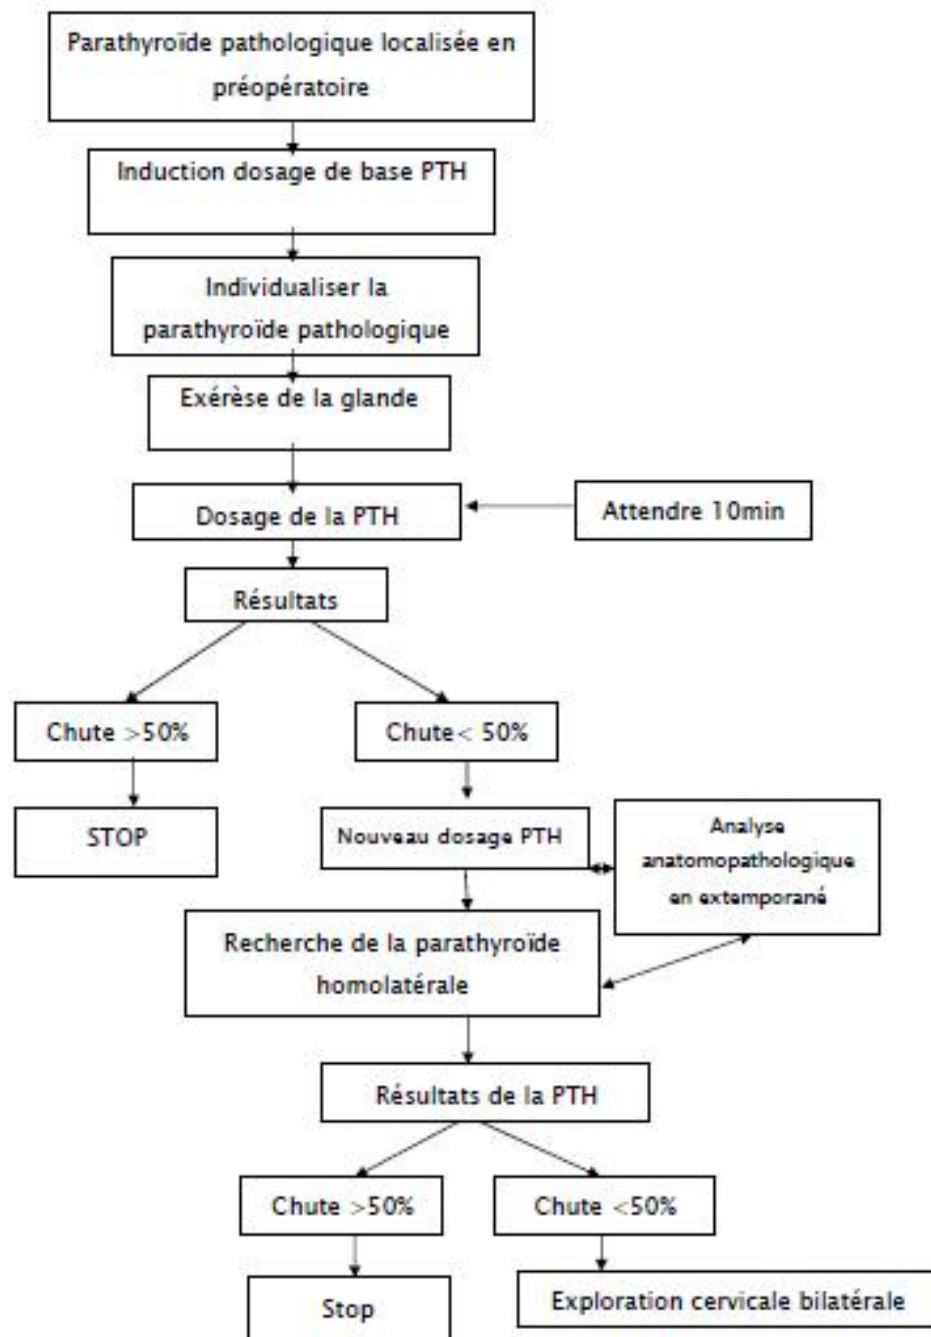 Parathyroïde pathologique localisée en
préopératoire
Induction dosage de base PTH
Individualiser la
parathyroïde pathologique
Exérèse de la glande
Dosage de la PTH
Attendre 10min
Résultats
Chute >50%
Chute< 50%
STOP
Nouveau dosage PTH
Analyse
anatomopathologique
en extemporané
Recherche de la parathyroïde
homolatérale
Résultats de la PTH
Chute >50%
Chute <50%
Stop
Exploration cervicale bilatérale